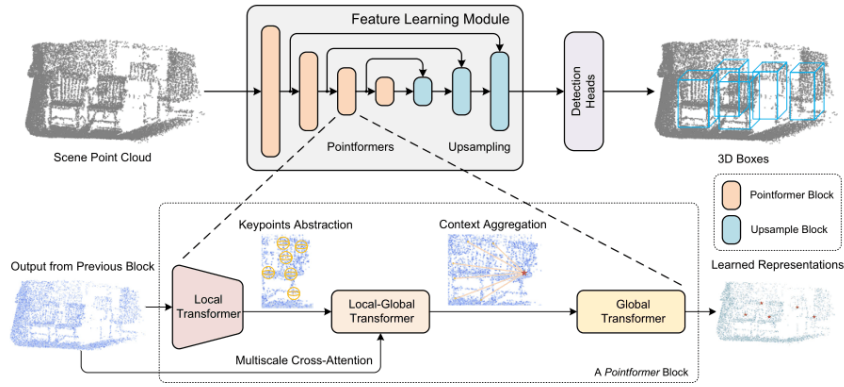 Feature Learning Module
Scene Point Cloud
Pointformers
Upsampling
Detection
Heads
3D Boxes
Pointformer Block
Upsample Block
Keypoints Abstraction
Context Aggregation
Output from Previous Block
Learned Representations
Local
Transformer
Local-Global
Transformer
Global
Transformer
Multiscale Cross-Attention
A Pointformer Block